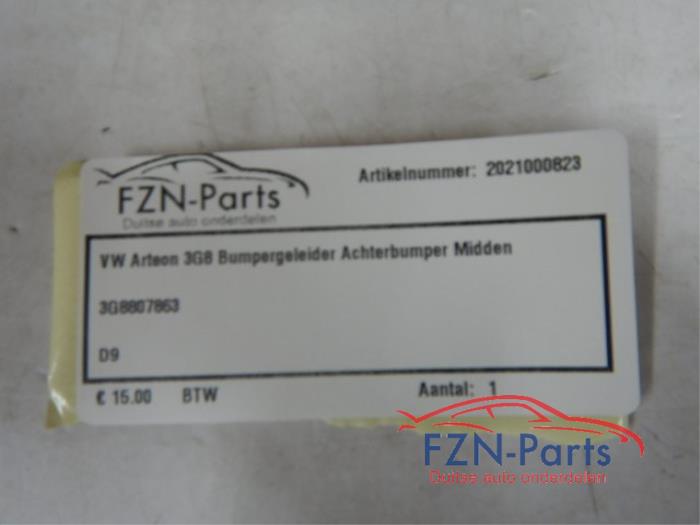 FZN-Parts
Duitse auto onderdelen
Artikelnummer: 2021000823
VW Arteon 3G8 Bumpergeleider Achterbumper Midden
3G8807863
D9
€ 15.00 BTW
Aantal: 1
FZN-Parts
Duitse auto onderdelen